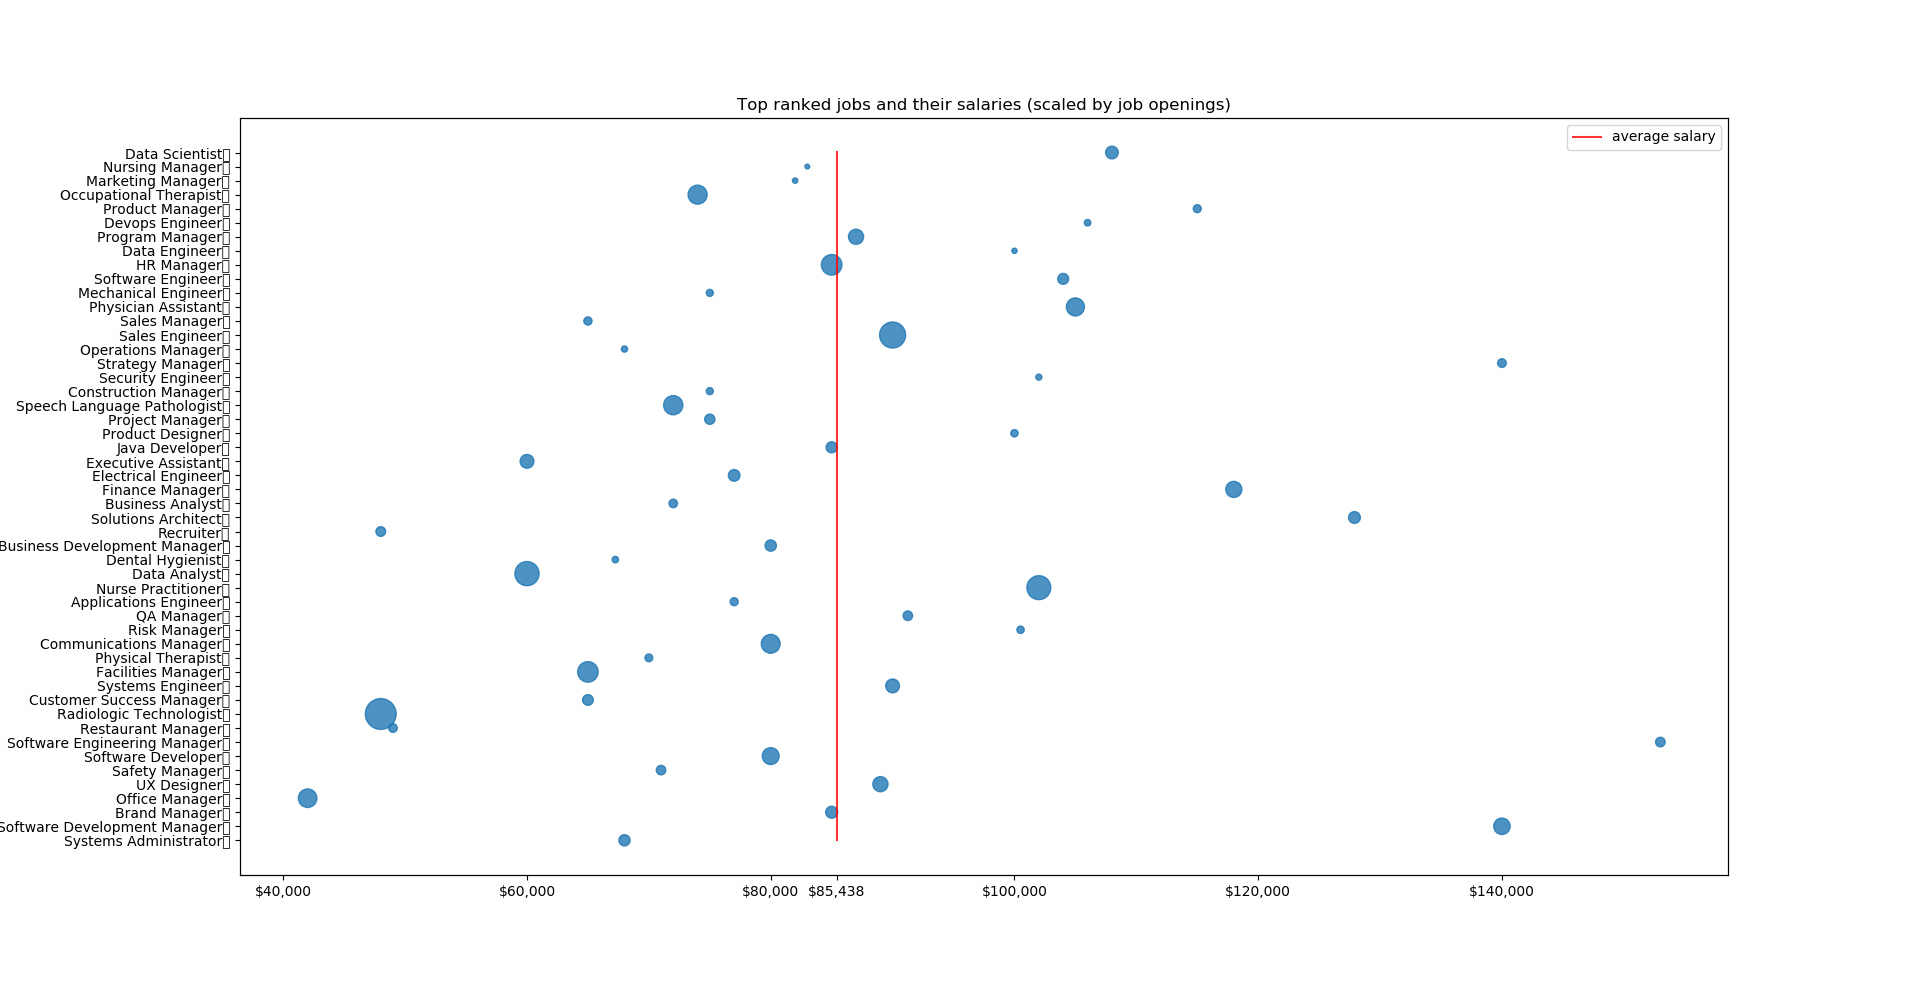 Top ranked jobs and their salaries (scaled by job openings)
average salary
Data Scientist
Nursing Manager
Marketing Manager
Occupational Therapist
Product Manager
Devops Engineer
Program Manager
Data Engineer
HR Manager
Software Engineer
Mechanical Engineer
Physician Assistant
Sales Manager
Sales Engineer
Operations Manager
Strategy Manager
Security Engineer
Construction Manager
Speech Language Pathologist
Project Manager
Product Designer
Java Developer
Executive Assistant
Electrical Engineer
Finance Manager
Business Analyst
Solutions Architect
Recruiter
Business Development Manager
Dental Hygienist
Data Analyst
Nurse Practitioner
Applications Engineer
QA Manager
Risk Manager
Communications Manager
Physical Therapist
Facilities Manager
Systems Engineer
Customer Success Manager
Radiologic Technologist
Restaurant Manager
Software Engineering Manager
Software Developer
Safety Manager
UX Designer
Office Manager
Brand Manager
Software Development Manager
Systems Administrator
$40,000 $60,000 $80,000 $85,438 $100,000 $120,000 $140,000